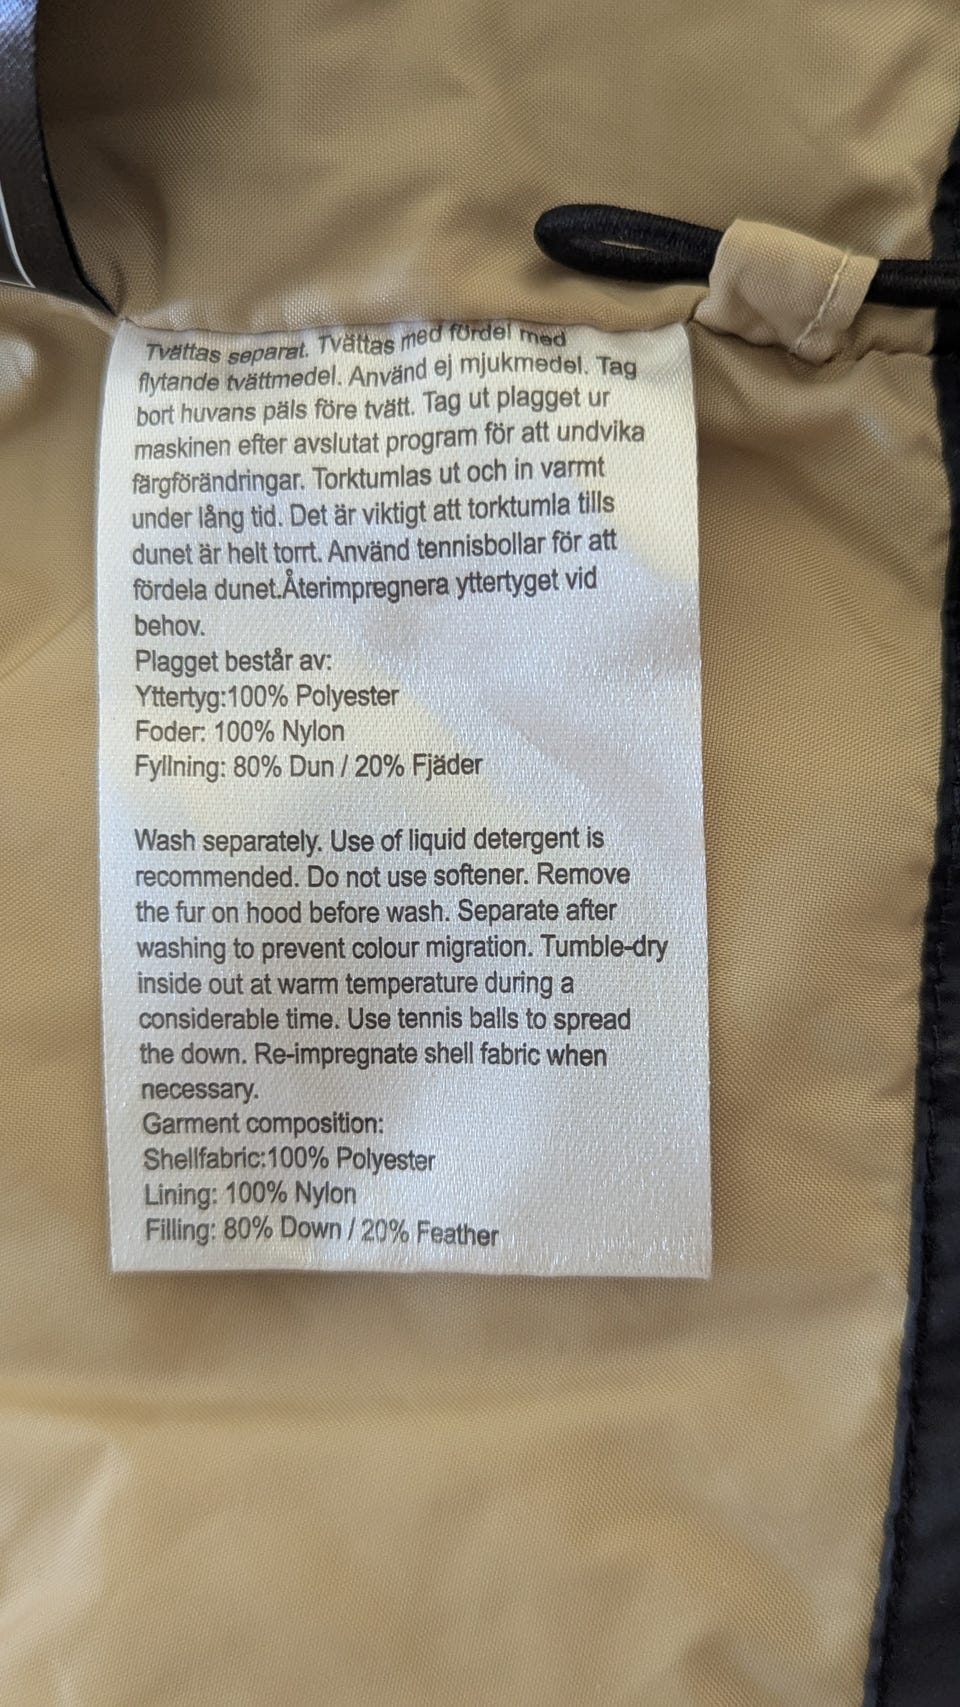 Tvättas separat. Tvättas med fördel med
flytande tvättmedel. Använd ej mjukmedel. Tag
bort huvans päls före tvätt. Tag ut plagget ur
maskinen efter avslutat program för att undvika
färgförändringar. Torktumlas ut och in varmt
under lång tid. Det är viktigt att torktumla tills
dunet är helt torrt. Använd tennisbollar för att
fördela dunet.Återimpregnera yttertyget vid
behov.
Plagget består av:
Yttertyg:100% Polyester
Foder: 100% Nylon
Fyllning: 80% Dun / 20% Fjäder
Wash separately. Use of liquid detergent is
recommended. Do not use softener. Remove
the fur on hood before wash. Separate after
washing to prevent colour migration. Tumble-dry
inside out at warm temperature during a
considerable time. Use tennis balls to spread
the down. Re-impregnate shell fabric when
necessary.
Garment composition:
Shellfabric:100% Polyester
Lining: 100% Nylon
Filling: 80% Down / 20% Feather